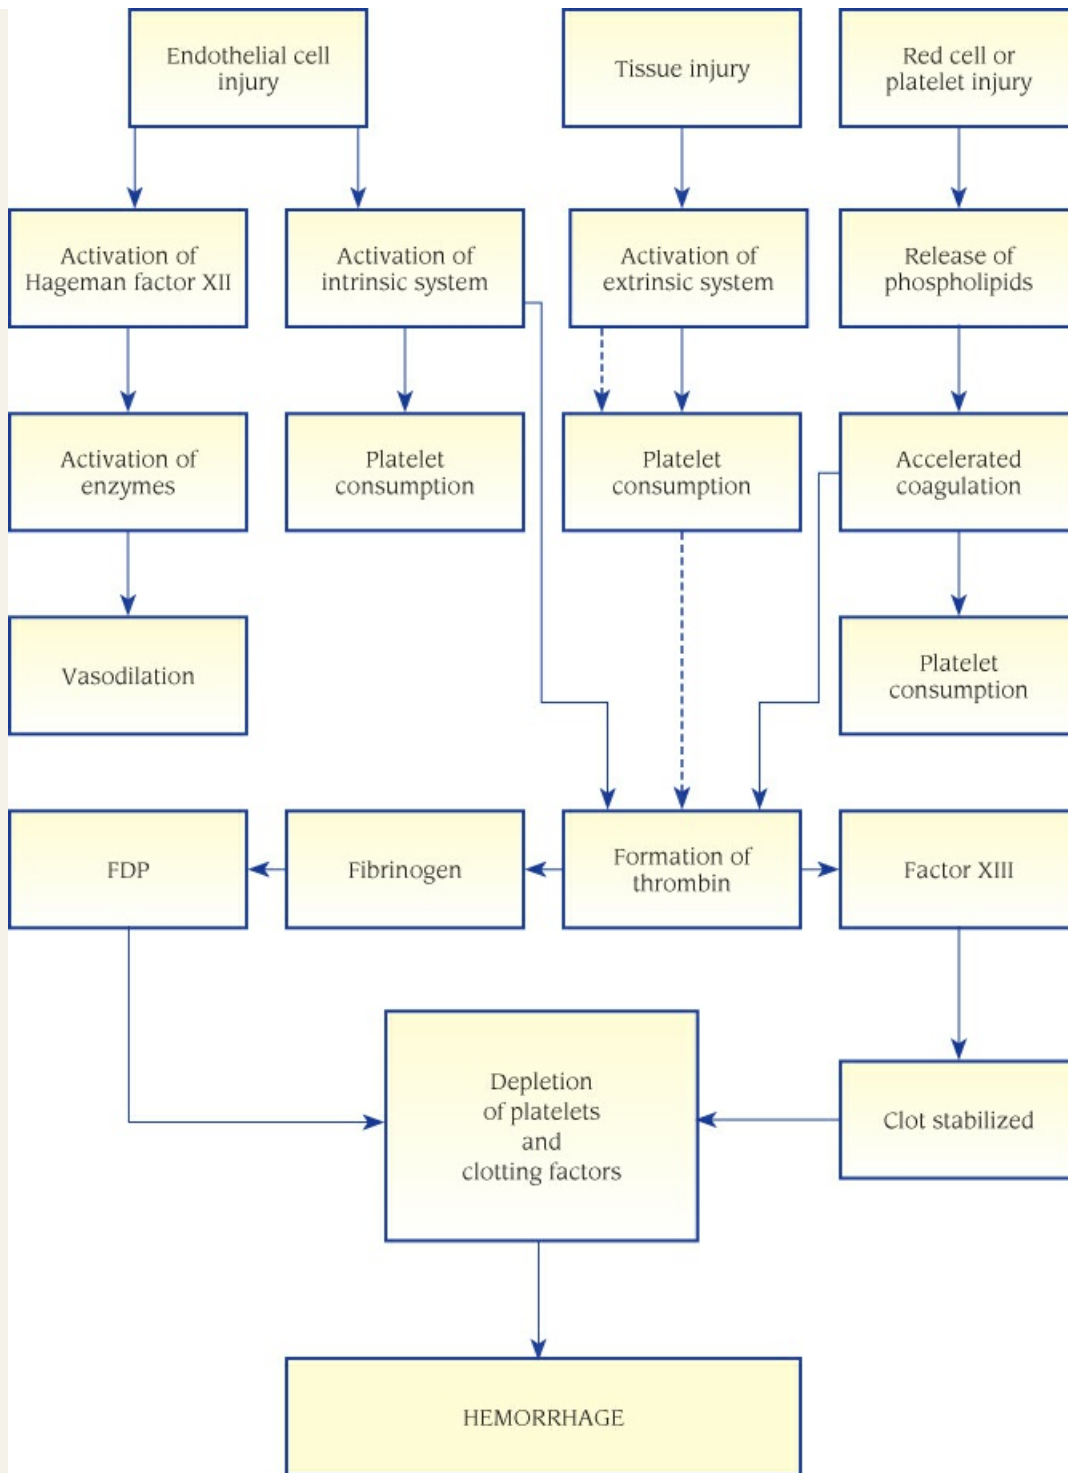 Endothelial cell
injury
Tissue injury
Red cell or
platelet injury
Activation of
Hageman factor XII
Activation of
intrinsic system
Activation of
extrinsic system
Release of
phospholipids
Activation of
enzymes
Platelet
consumption
Platelet
consumption
Accelerated
coagulation
Vasodilation
Platelet
consumption
FDP
Fibrinogen
Formation of
thrombin
Factor XIII
Depletion
of platelets
and
clotting factors
Clot stabilized
HEMORRHAGE